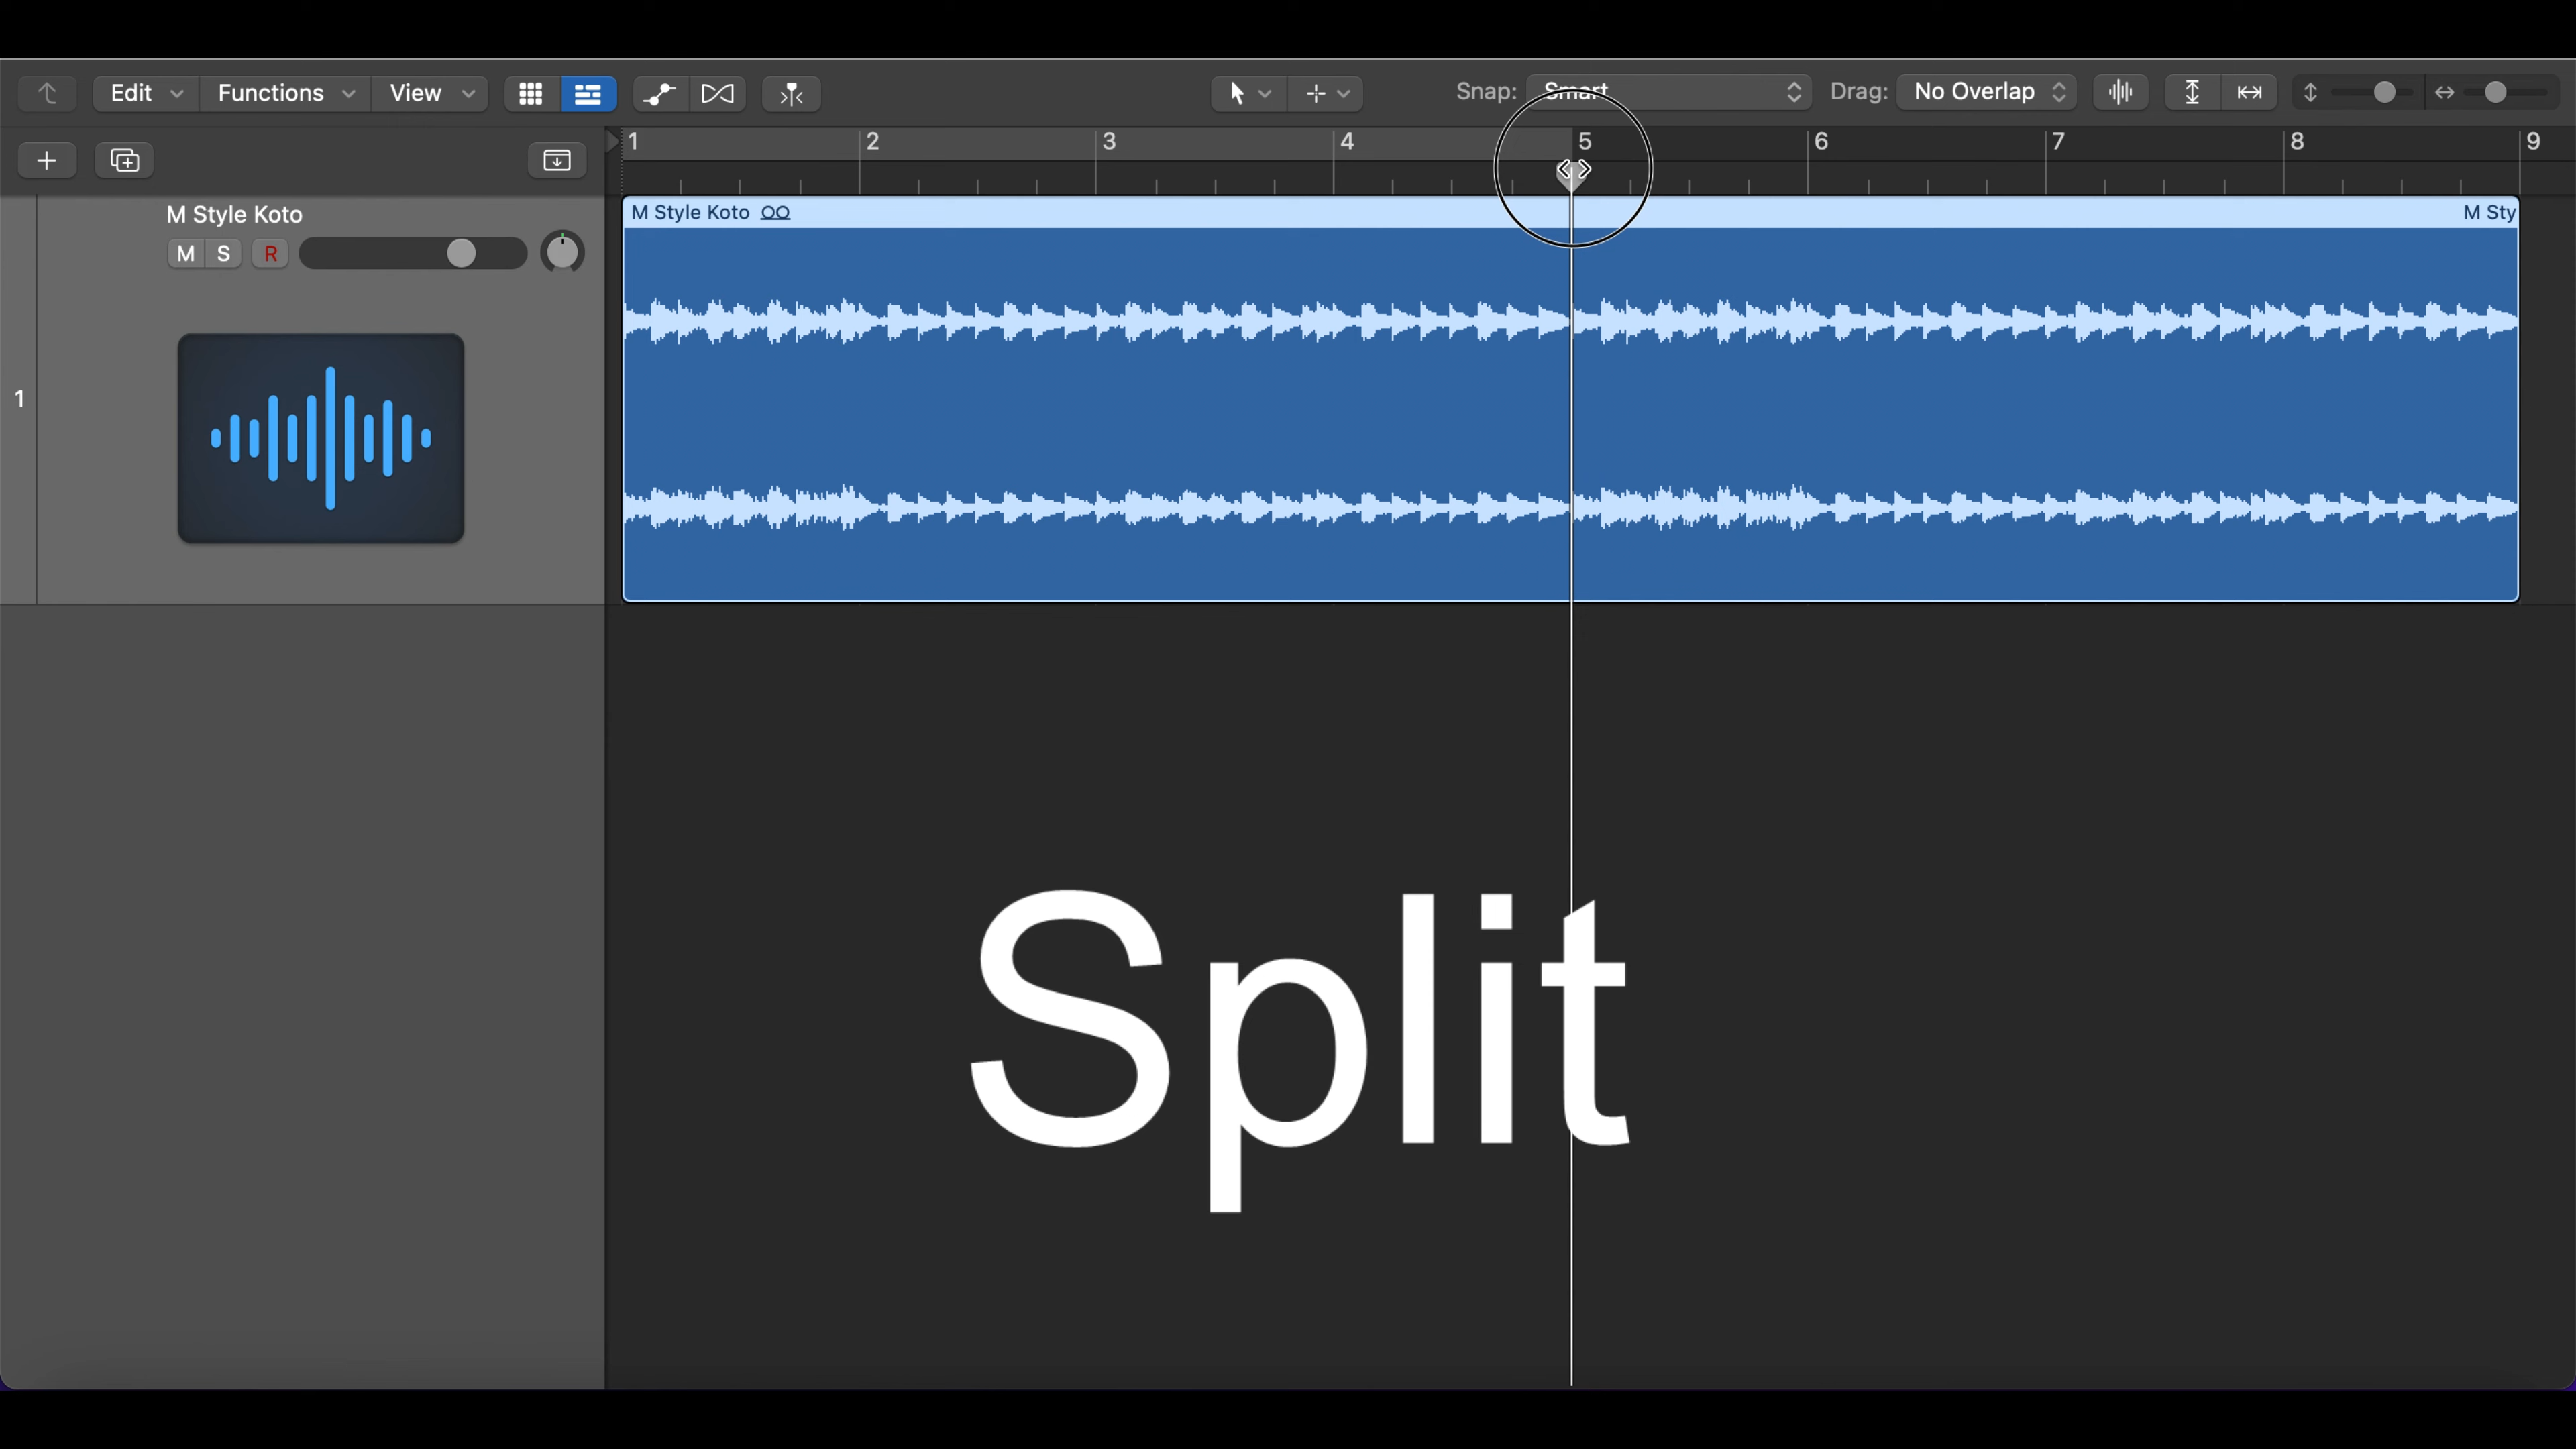 Edit Functions View Snap: Smart Drag: No Overlap
1 2 3 4 5 6 7 8 9
M Style Koto
M S R
M Style Koto M Sty
1
Split